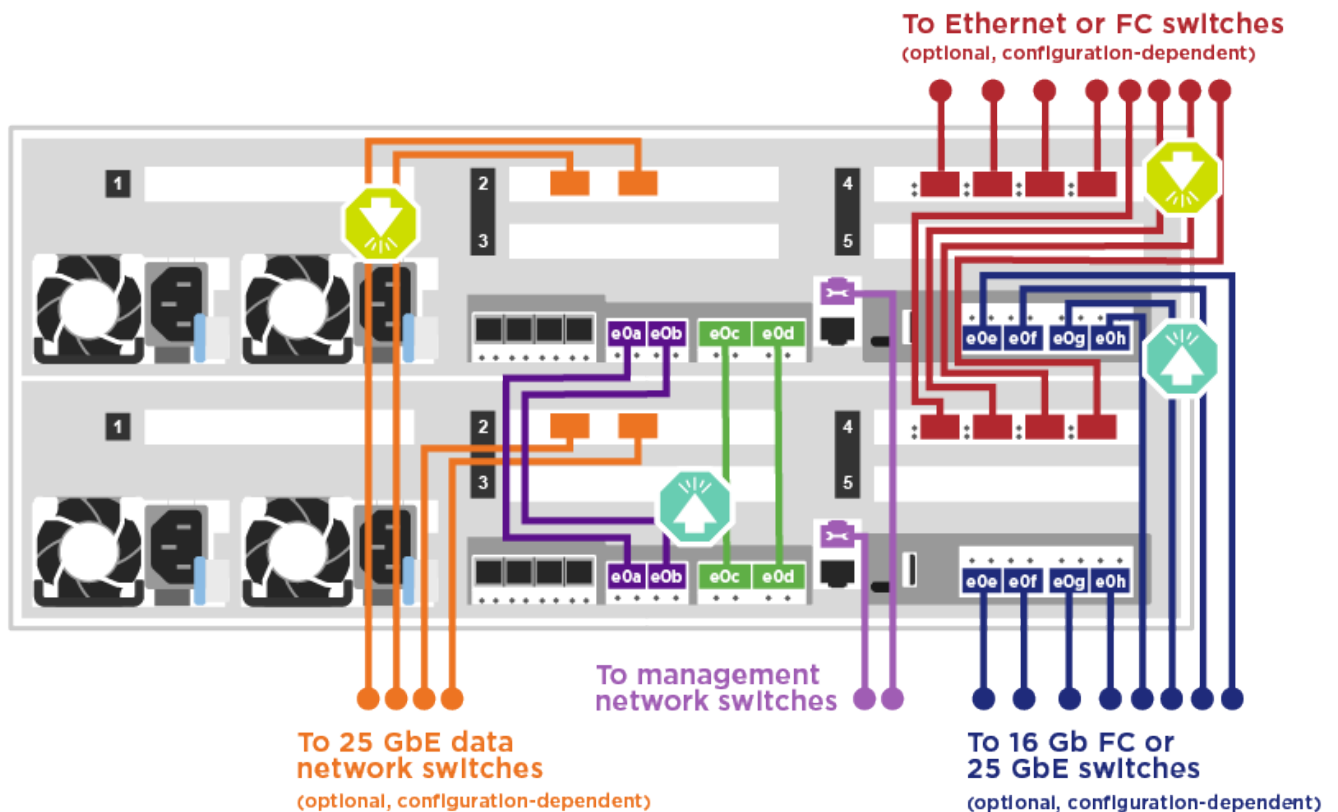 To Ethernet or FC switches
(optional, configuration-dependent)
1
2
4
3
5
e0a e0b e0c e0d e0e e0f e0g e0h
1
2
4
3
5
e0a e0b e0c e0d e0e e0f e0g e0h
To management
network switches
To 25 GbE data
network switches
(optional, configuration-dependent)
To 16 Gb FC or
25 GbE switches
(optional, configuration-dependent)